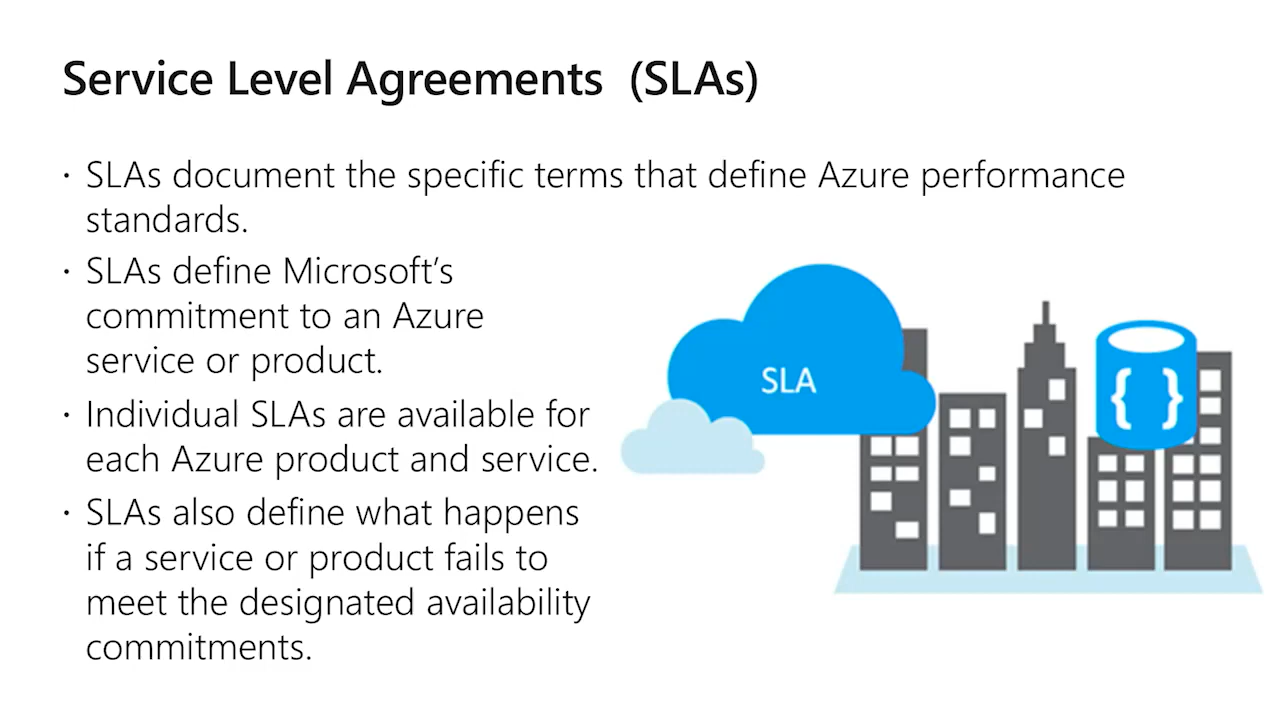 Service Level Agreements (SLAs)
· SLAs document the specific terms that define Azure performance
standards.
· SLAs define Microsoft’s
commitment to an Azure
service or product.
· Individual SLAs are available for
each Azure product and service.
· SLAs also define what happens
if a service or product fails to
meet the designated availability
commitments.
SLA
{ }